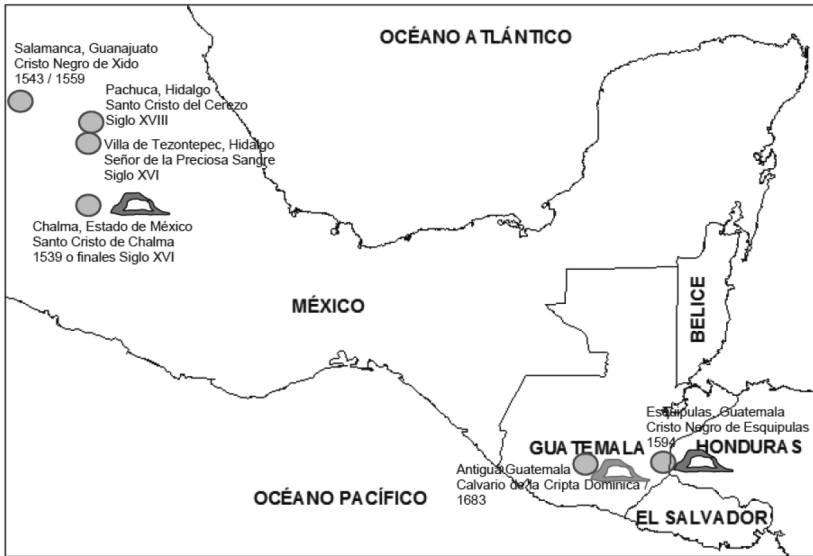 OCÉANO ATLÁNTICO
Salamanca, Guanajuato
Cristo Negro de Xido
1543 / 1559
Pachuca, Hidalgo
Santo Cristo del Cerezo
Siglo XVIII
Villa de Tezontepec, Hidalgo
Señor de la Preciosa Sangre
Siglo XVI
Chalma, Estado de México
Santo Cristo de Chalma
1539 o finales Siglo XVI
MÉXICO
BELICE
Esquipulas, Guatemala
Cristo Negro de Esquipulas
1594
GUATEMALA
HONDURAS
Antigua Guatemala
Calvario de la Cripta Dominica /
1683
OCÉANO PACÍFICO
EL SALVADOR